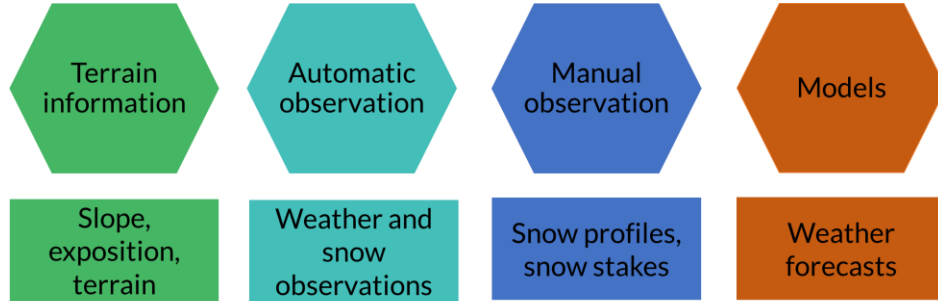 Terrain
information
Automatic
observation
Manual
observation
Models
Slope,
exposition,
terrain
Weather and
snow
observations
Snow profiles,
snow stakes
Weather
forecasts